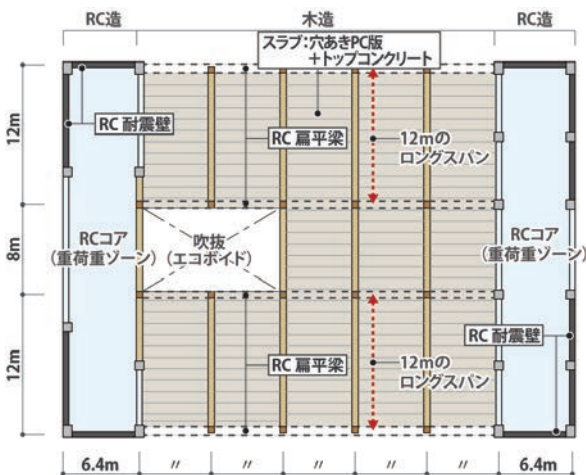 RC造
木造
RC造
スラブ：穴あきPC版
＋トップコンクリート
12m
RC 耐震壁
RC 扁平梁
12mの
ロングスパン
8m
RCコア
（重荷重ゾーン）
吹抜
（エコボイド）
RCコア
（重荷重ゾーン）
12m
RC 扁平梁
12mの
ロングスパン
RC 耐震壁
6.4m
〃
〃
〃
〃
〃
6.4m